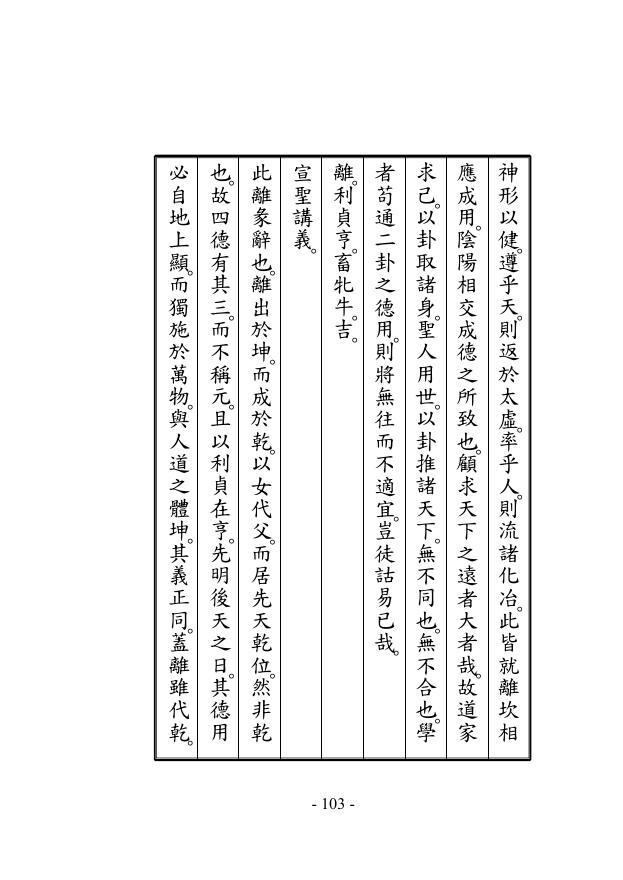 神形以健。遵乎天。則返於太虛。率乎人。則流諸化冶。此皆就離坎相
應成用。陰陽相交成德之所致也。顧求天下之遠者大者哉。故道家
求己。以卦取諸身。聖人用世。以卦推諸天下。無不同也。無不合也。學
者苟通二卦之德用。則將無往而不適宜。豈徒詁易已哉。
離。利貞亨。畜牝牛。吉。
宣聖講義。
此離彖辭也。離出於坤。而成於乾。以女代父。而居先天乾位。然非乾
也。故四德有其三。而不稱元。且以利貞在亨。先明後天之日。其德用
必自地上顯。而獨施於萬物。與人道之體坤。其義正同。蓋離雖代乾。
- 103 -